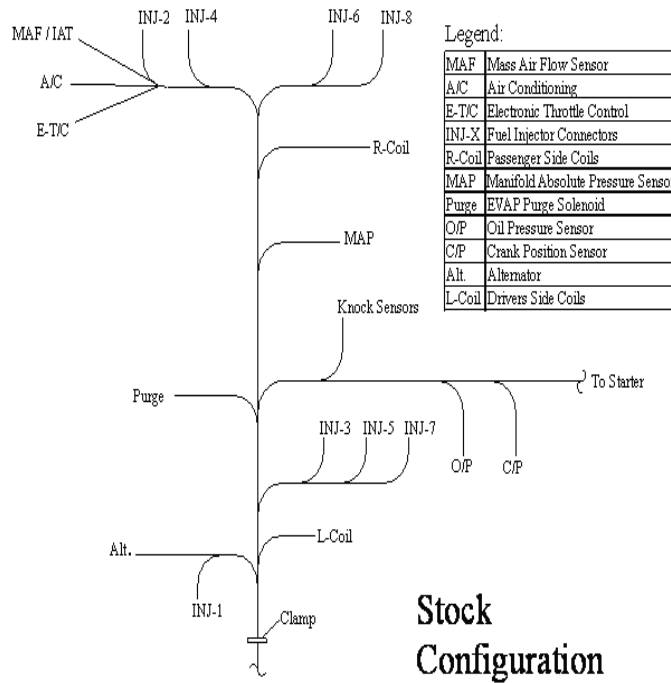 INJ-2
INJ-4
INJ-6
INJ-8
MAF / IAT
A/C
E-T/C
R-Coil
MAP
Knock Sensors
Purge
To Starter
INJ-3
INJ-5
INJ-7
O/P
C/P
L-Coil
Alt.
INJ-1
Clamp
Legend:
MAF Mass Air Flow Sensor
A/C Air Conditioning
E-T/C Electronic Throttle Control
INJ-X Fuel Injector Connectors
R-Coil Passenger Side Coils
MAP Manifold Absolute Pressure Senso
Purge EVAP Purge Solenoid
O/P Oil Pressure Sensor
C/P Crank Position Sensor
Alt. Alternator
L-Coil Drivers Side Coils
Stock
Configuration